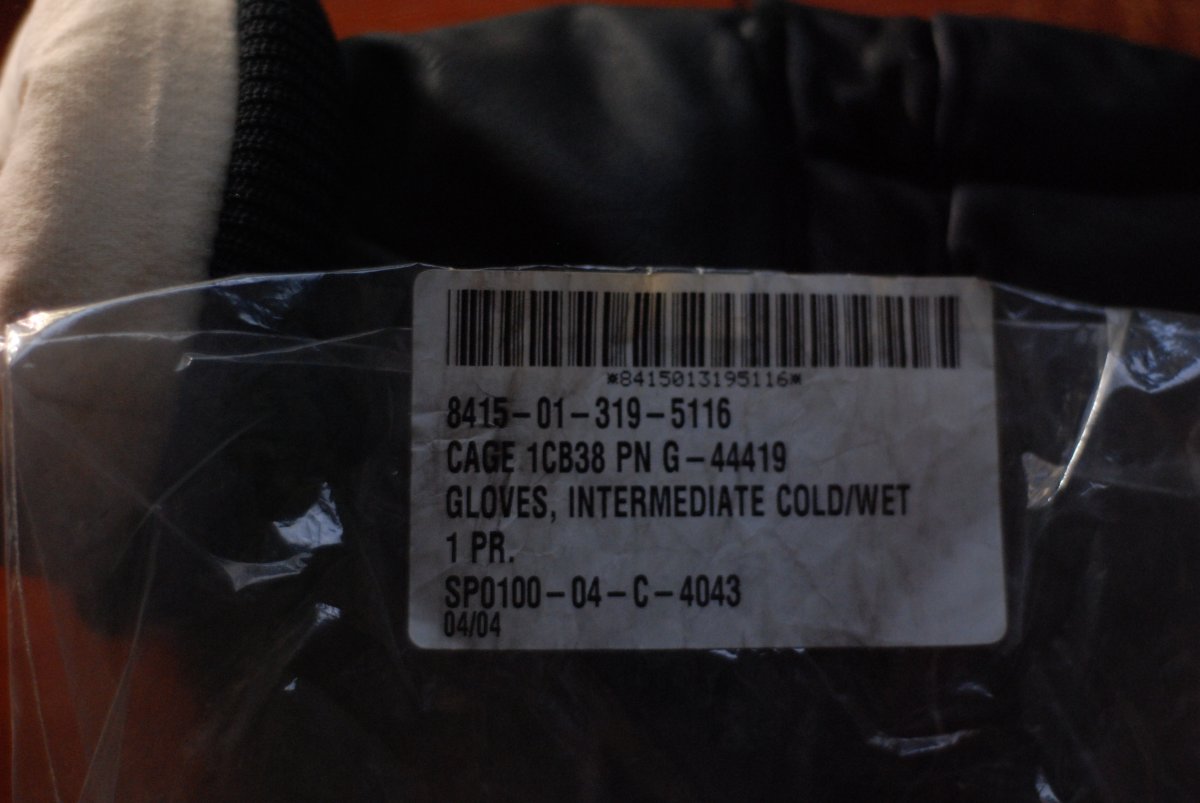 *8415013195116*
8415-01-319-5116
CAGE 1CB38 PN G-44419
GLOVES, INTERMEDIATE COLD/WET
1 PR.
SP0100-04-C-4043
04/04